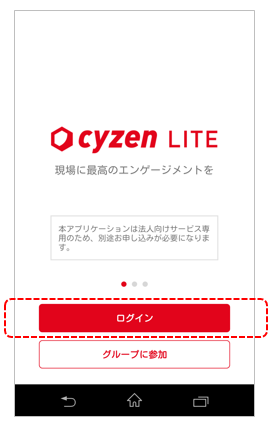 cyzen LITE
現場に最高のエンゲージメントを
本アプリケーションは法人向けサービス専
用のため、別途お申し込みが必要になりま
す。
ログイン
グループに参加